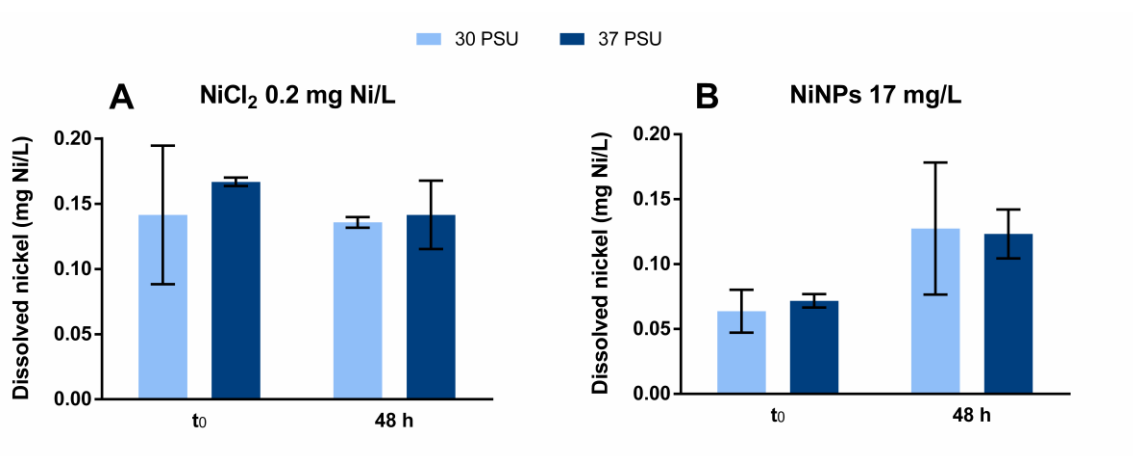 30 PSU 37 PSU
A NiCl₂ 0.2 mg Ni/L
Dissolved nickel (mg Ni/L)
0.20
0.15
0.10
0.05
0.00
t₀ 48 h
B NiNPs 17 mg/L
Dissolved nickel (mg Ni/L)
0.20
0.15
0.10
0.05
0.00
t₀ 48 h